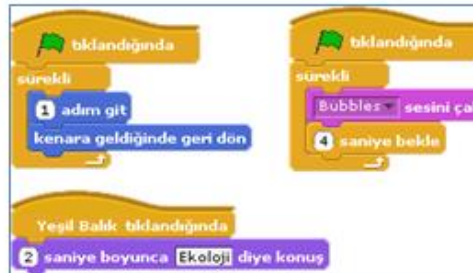 tıklandığında
sürekli
1 adım git
kenara geldiğinde geri dön
tıklandığında
sürekli
Bubbles sesini ça
4 saniye bekle
Yeşil Balık tıklandığında
2 saniye boyunca Ekoloji diye konuş